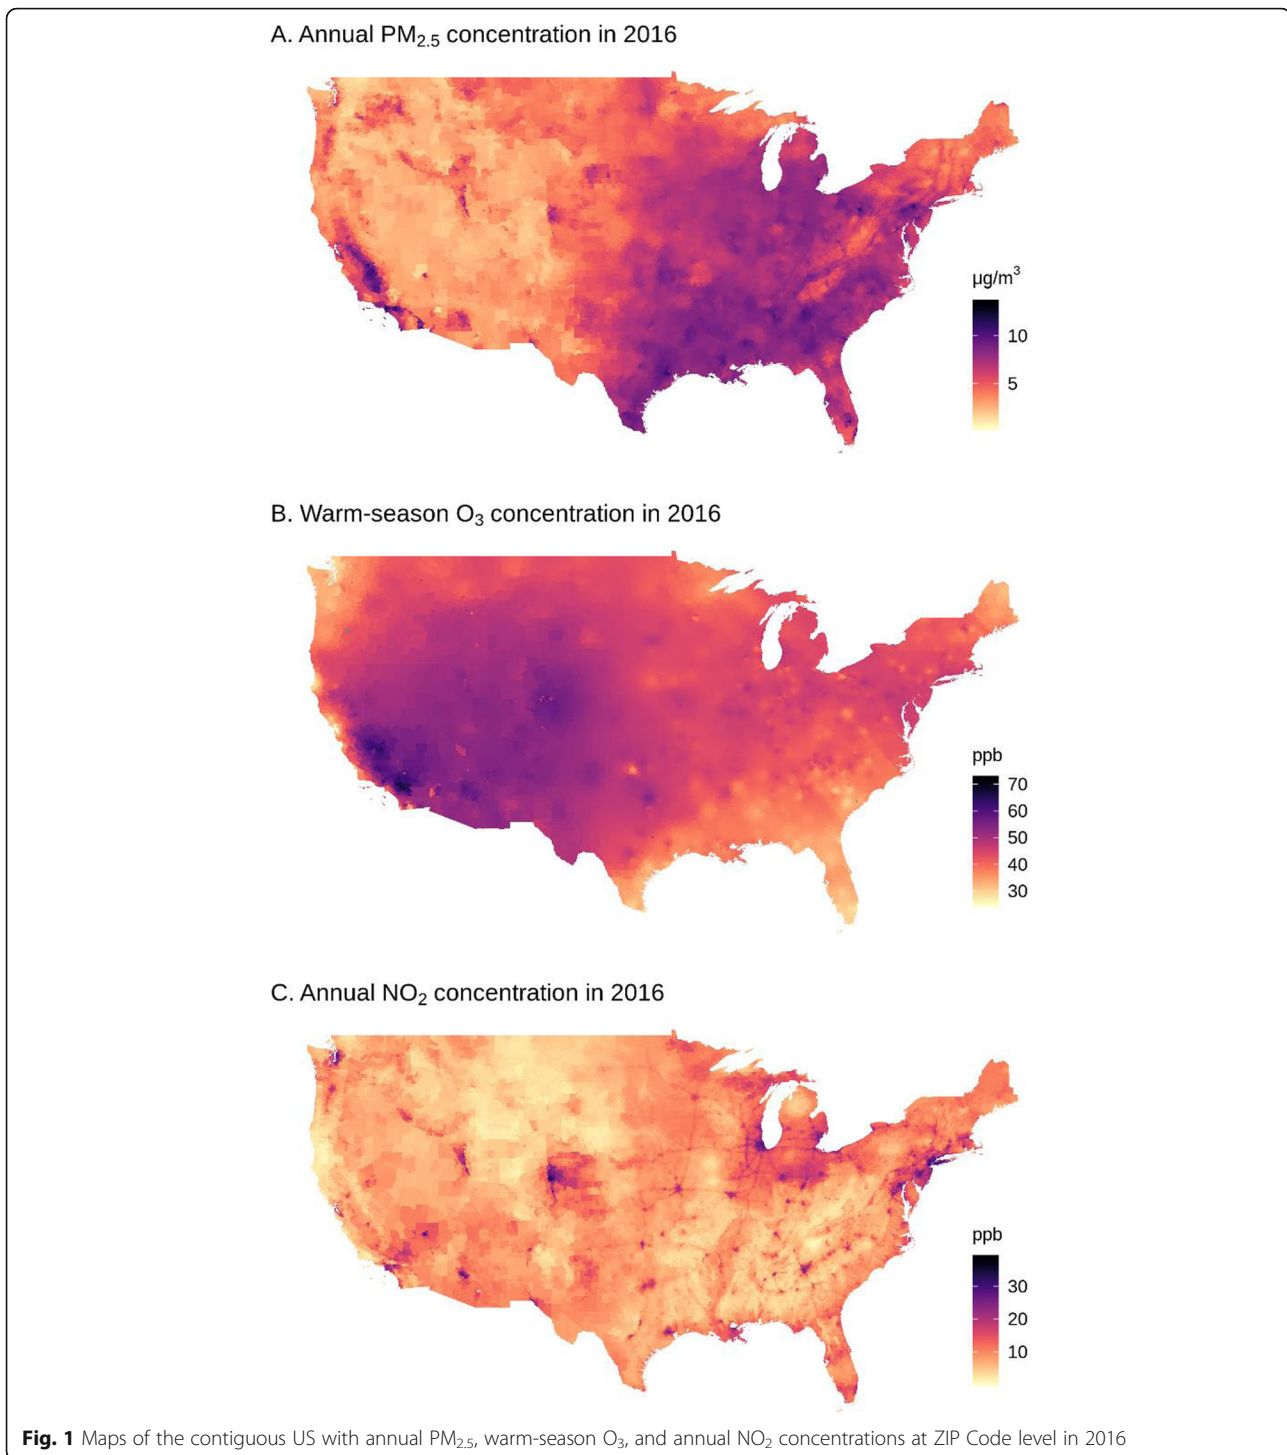 A. Annual PM2.5 concentration in 2016
µg/m3
10
5
B. Warm-season O3 concentration in 2016
ppb
70
60
50
40
30
C. Annual NO2 concentration in 2016
ppb
30
20
10
Fig. 1 Maps of the contiguous US with annual PM2.5, warm-season O3, and annual NO2 concentrations at ZIP Code level in 2016